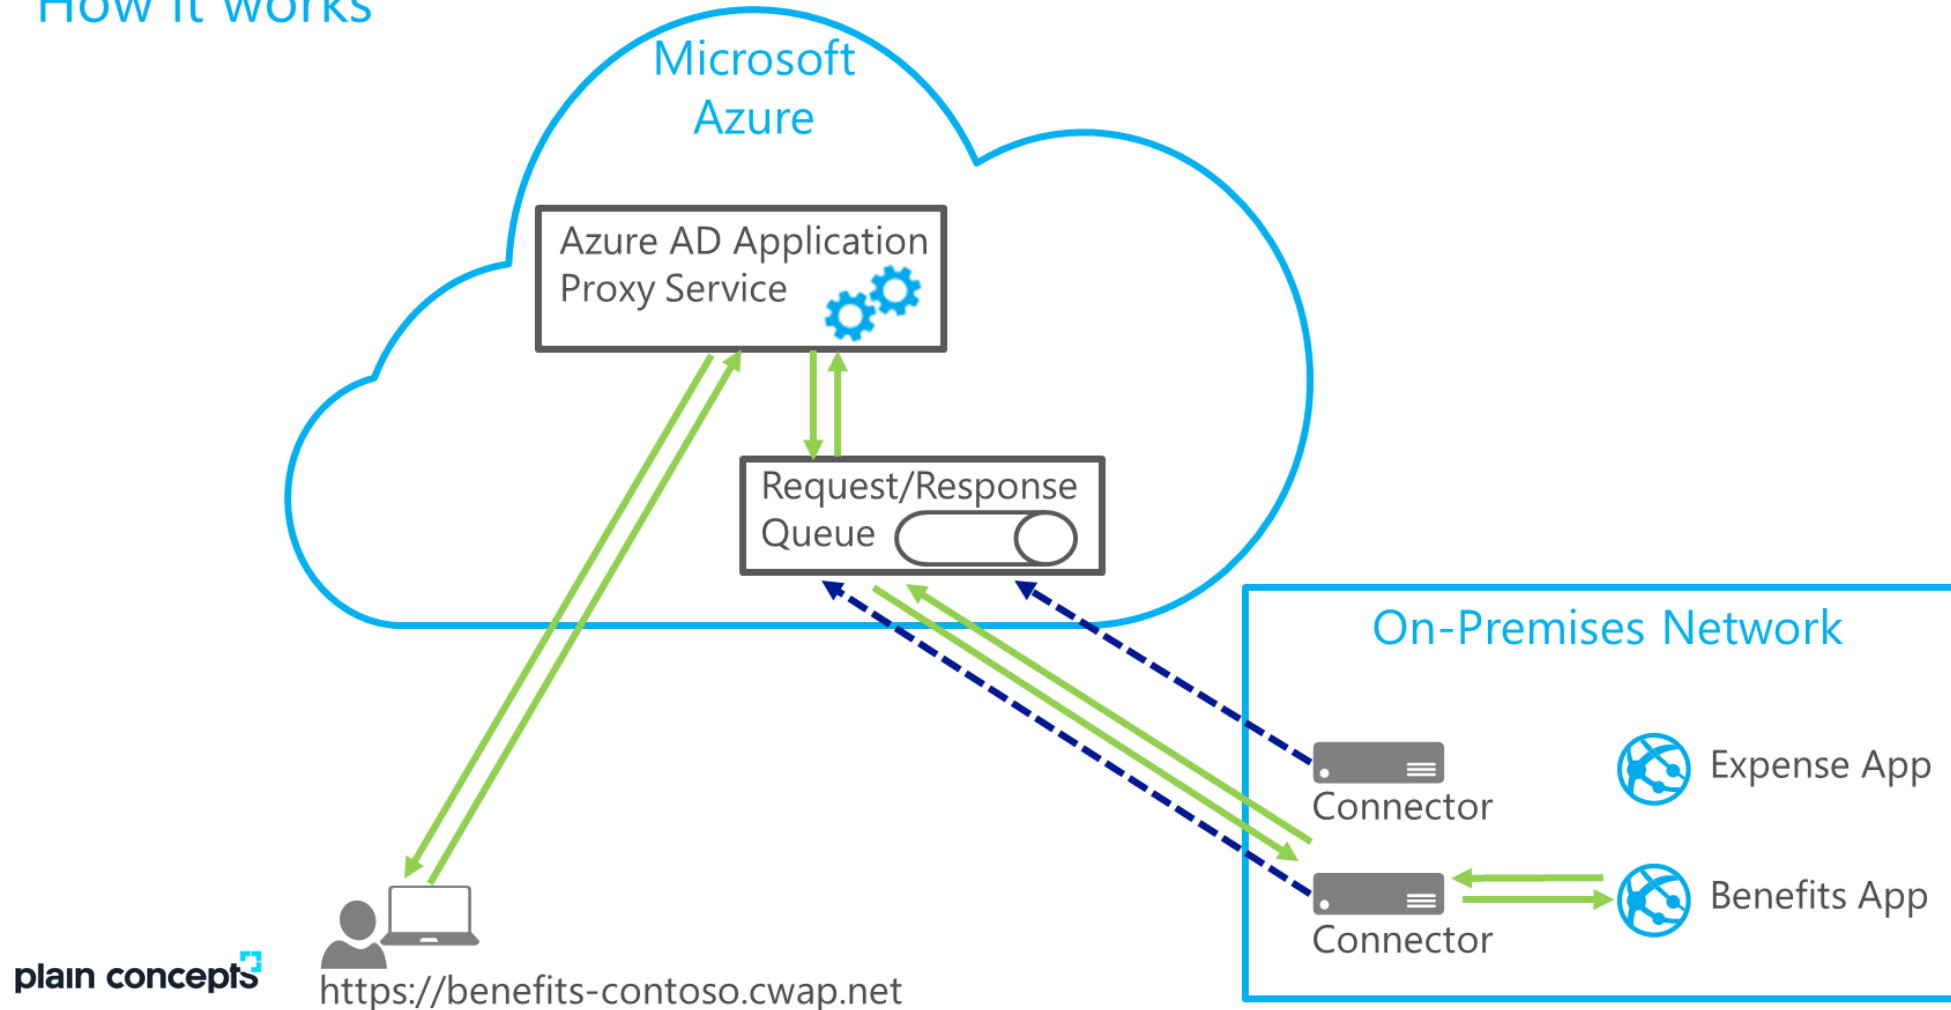 How it works
Microsoft
Azure
Azure AD Application
Proxy Service
Request/Response
Queue
On-Premises Network
Expense App
Connector
Benefits App
Connector
plain concepts
https://benefits-contoso.cwap.net